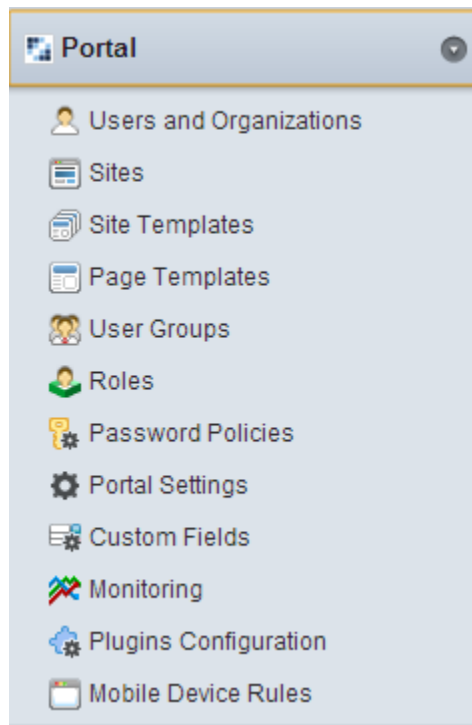 Portal
Users and Organizations
Sites
Site Templates
Page Templates
User Groups
Roles
Password Policies
Portal Settings
Custom Fields
Monitoring
Plugins Configuration
Mobile Device Rules